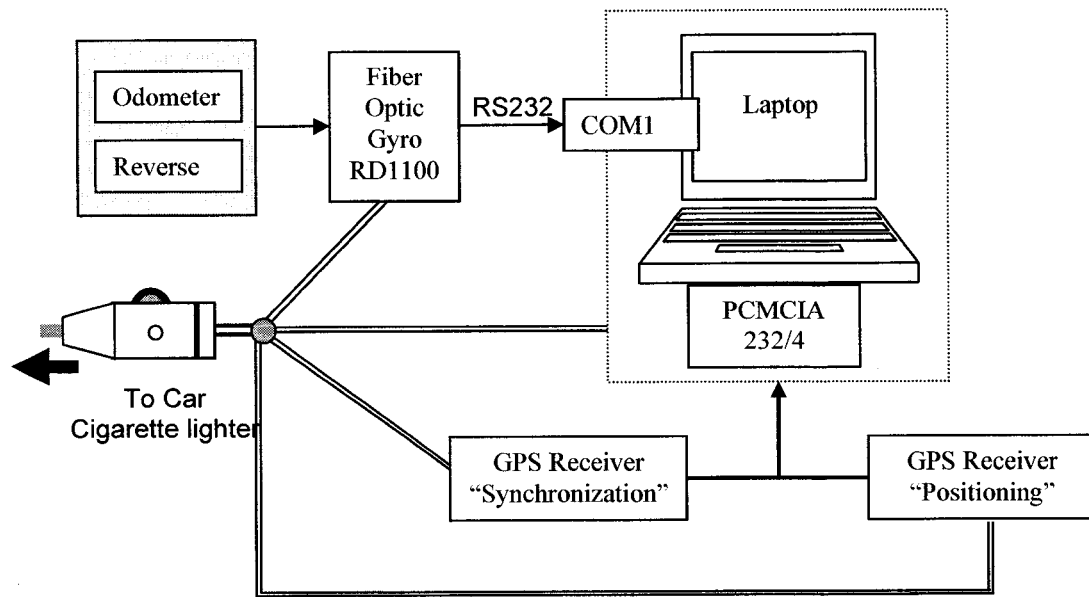 Odometer
Reverse
Fiber
Optic
Gyro
RD1100
RS232
COM1
Laptop
PCMCIA
232/4
To Car
Cigarette lighter
GPS Receiver
“Synchronization”
GPS Receiver
“Positioning”